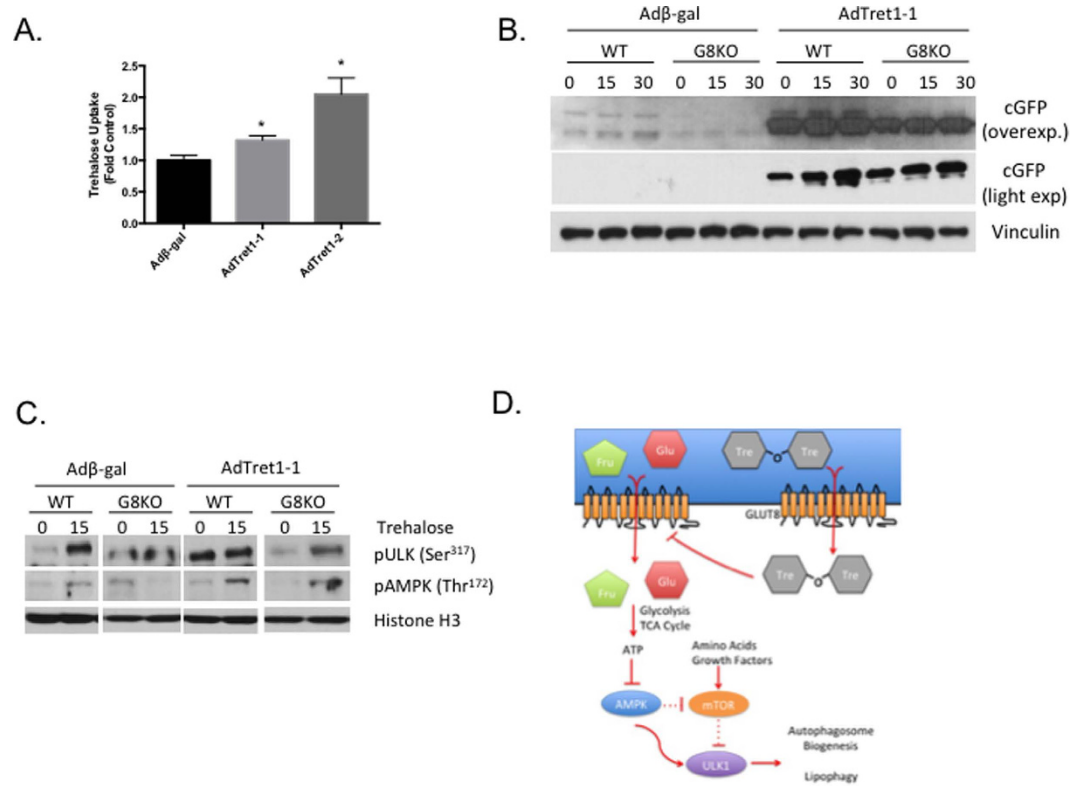 A.
Trehalose Uptake
(Fold Control)
2.5
2.0
1.5
1.0
0.5
0.0
*
*
Adβ-gal
AdTret1-1
AdTret1-2
B.
Adβ-gal AdTret1-1
WT G8KO WT G8KO
0 15 30 0 15 30 0 15 30 0 15 30
cGFP
(overexp.)
cGFP
(light exp)
Vinculin
C.
Adβ-gal AdTret1-1
WT G8KO WT G8KO
0 15 0 15 0 15 0 15 Trehalose
pULK (Ser³¹⁷)
pAMPK (Thr¹⁷²)
Histone H3
D.
Fru Glu Tre O Tre
GLUT8
Fru Glu Tre O Tre
Glycolysis
TCA Cycle
ATP
Amino Acids
Growth Factors
AMPK mTOR
ULK1
Autophagosome
Biogenesis
Lipophagy